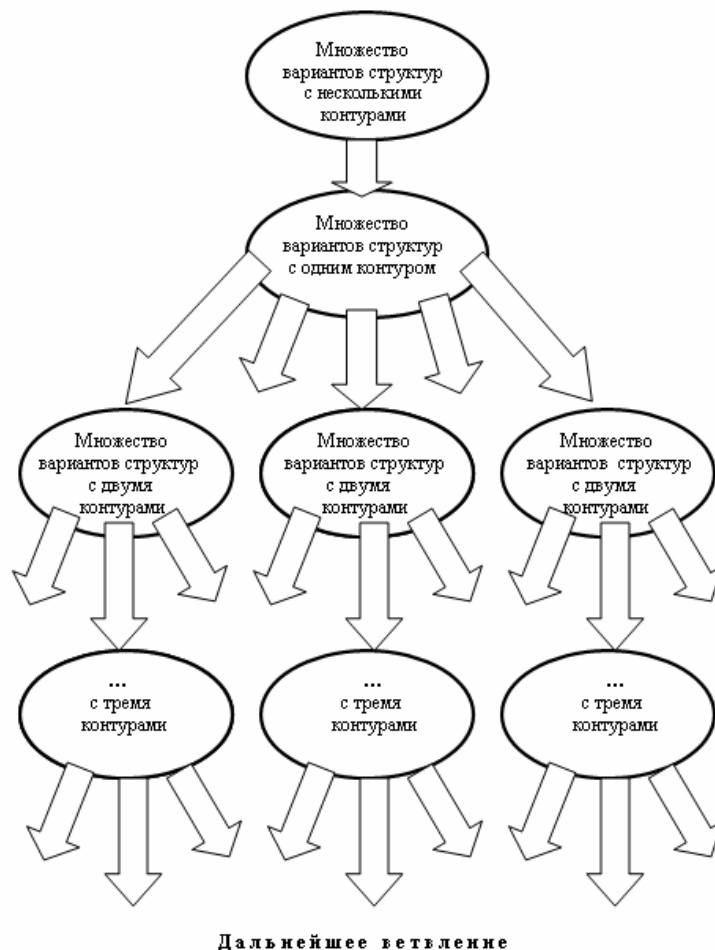 Множество
вариантов структур
с несколькими
контурами
Множество
вариантов структур
с одним контуром
Множество
вариантов структур
с двумя
контурами
Множество
вариантов структур
с двумя
контурами
Множество
вариантов структур
с двумя
контурами
...
с тремя
контурами
...
с тремя
контурами
...
с тремя
контурами
Дальнейшее ветвление